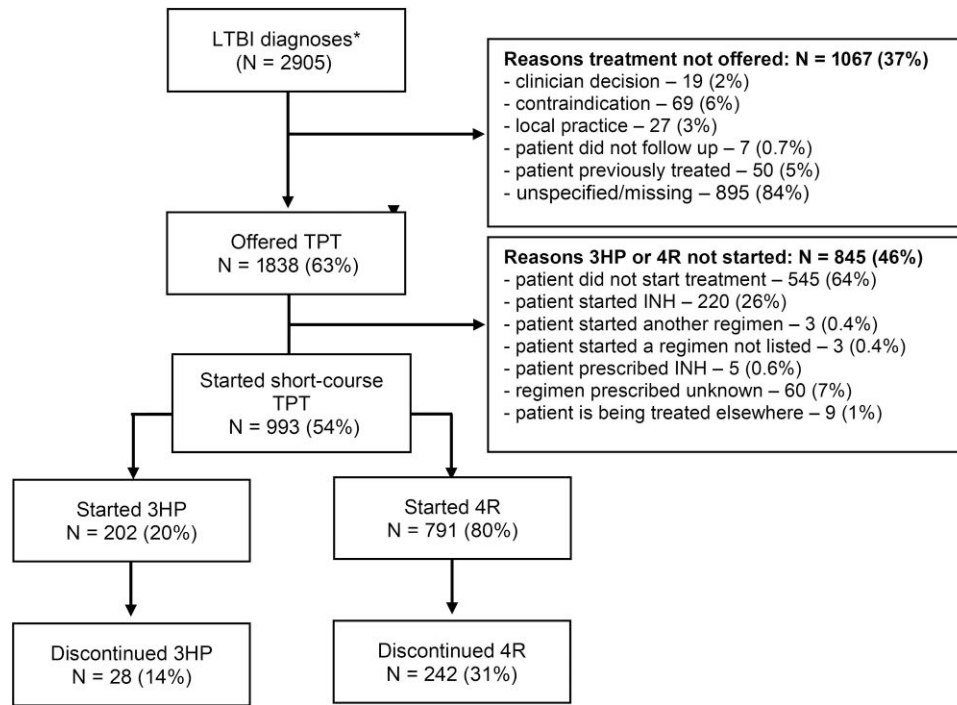 LTBI diagnoses*
(N = 2905)
Reasons treatment not offered: N = 1067 (37%)
- clinician decision – 19 (2%)
- contraindication – 69 (6%)
- local practice – 27 (3%)
- patient did not follow up – 7 (0.7%)
- patient previously treated – 50 (5%)
- unspecified/missing – 895 (84%)
Offered TPT
N = 1838 (63%)
Reasons 3HP or 4R not started: N = 845 (46%)
- patient did not start treatment – 545 (64%)
- patient started INH – 220 (26%)
- patient started another regimen – 3 (0.4%)
- patient started a regimen not listed – 3 (0.4%)
- patient prescribed INH – 5 (0.6%)
- regimen prescribed unknown – 60 (7%)
- patient is being treated elsewhere – 9 (1%)
Started short-course
TPT
N = 993 (54%)
Started 3HP
N = 202 (20%)
Started 4R
N = 791 (80%)
Discontinued 3HP
N = 28 (14%)
Discontinued 4R
N = 242 (31%)